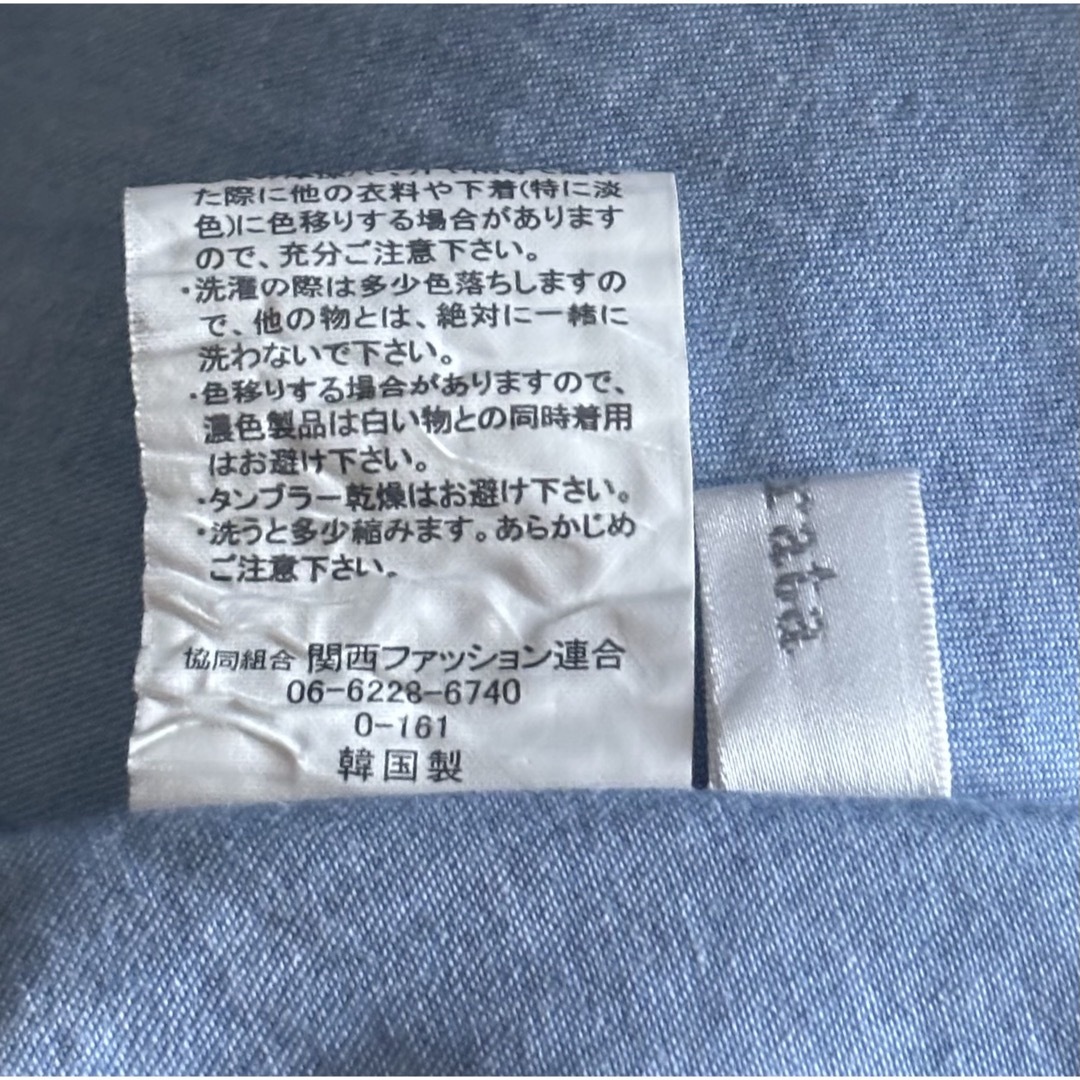 た際に他の衣料や下着(特に淡
色)に色移りする場合があります
ので、充分ご注意下さい。
・洗濯の際は多少色落ちしますの
で、他の物とは、絶対に一緒に
洗わないで下さい。
・色移りする場合がありますので、
濃色製品は白い物との同時着用
はお避け下さい。
・タンブラー乾燥はお避け下さい。
・洗うと多少縮みます。あらかじめ
ご注意下さい。
協同組合 関西ファッション連合
06-6228-6740
0-161
韓国製